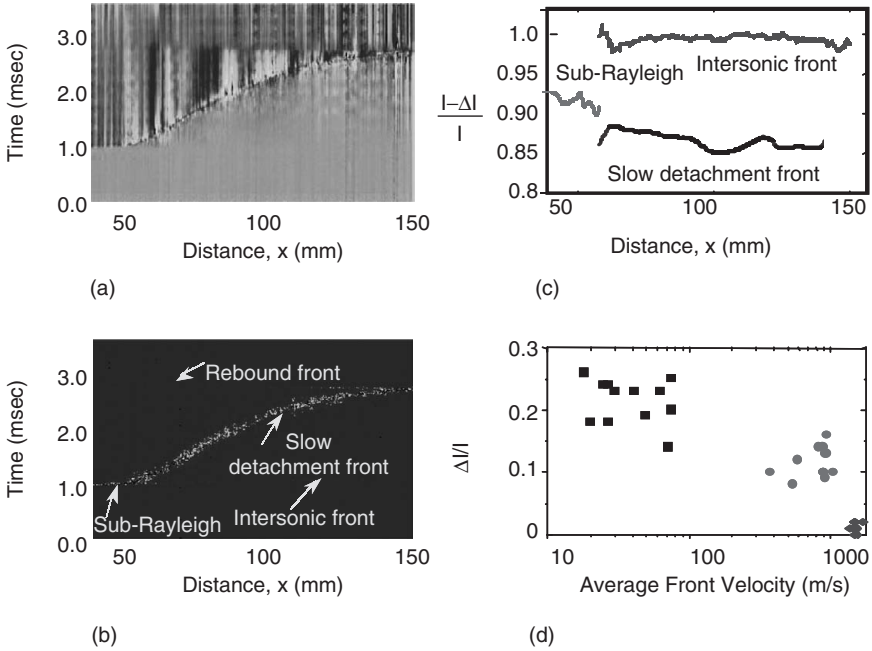 3.0
2.0
1.0
0.0
Time (msec)
50
100
150
Distance, x (mm)
(a)
1.0
0.95
0.90
0.85
0.8
I–ΔI
I
Sub-Rayleigh
Intersonic front
Slow detachment front
50
100
150
Distance, x (mm)
(c)
3.0
2.0
1.0
0.0
Time (msec)
Rebound front
Slow
detachment front
Sub-Rayleigh
Intersonic front
50
100
150
Distance, x (mm)
(b)
0.3
0.2
0.1
0
ΔI/I
10
100
1000
Average Front Velocity (m/s)
(d)